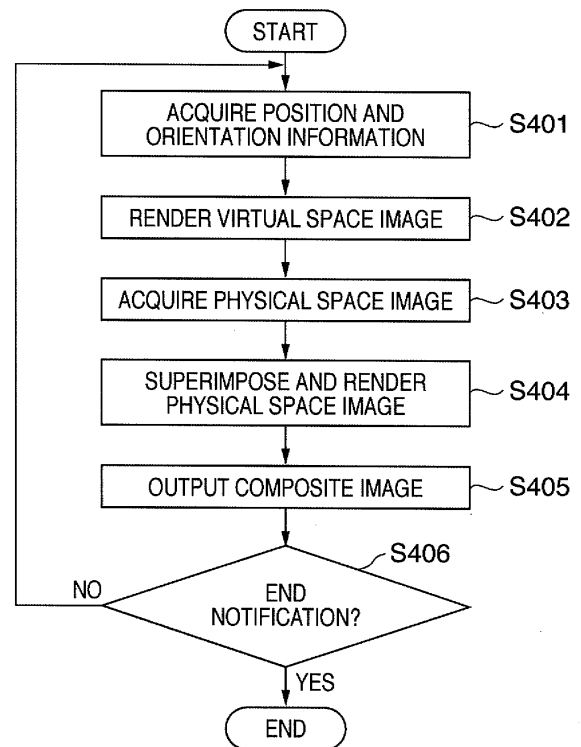 START
ACQUIRE POSITION AND
ORIENTATION INFORMATION
S401
RENDER VIRTUAL SPACE IMAGE
S402
ACQUIRE PHYSICAL SPACE IMAGE
S403
SUPERIMPOSE AND RENDER
PHYSICAL SPACE IMAGE
S404
OUTPUT COMPOSITE IMAGE
S405
S406
NO
END
NOTIFICATION?
YES
END